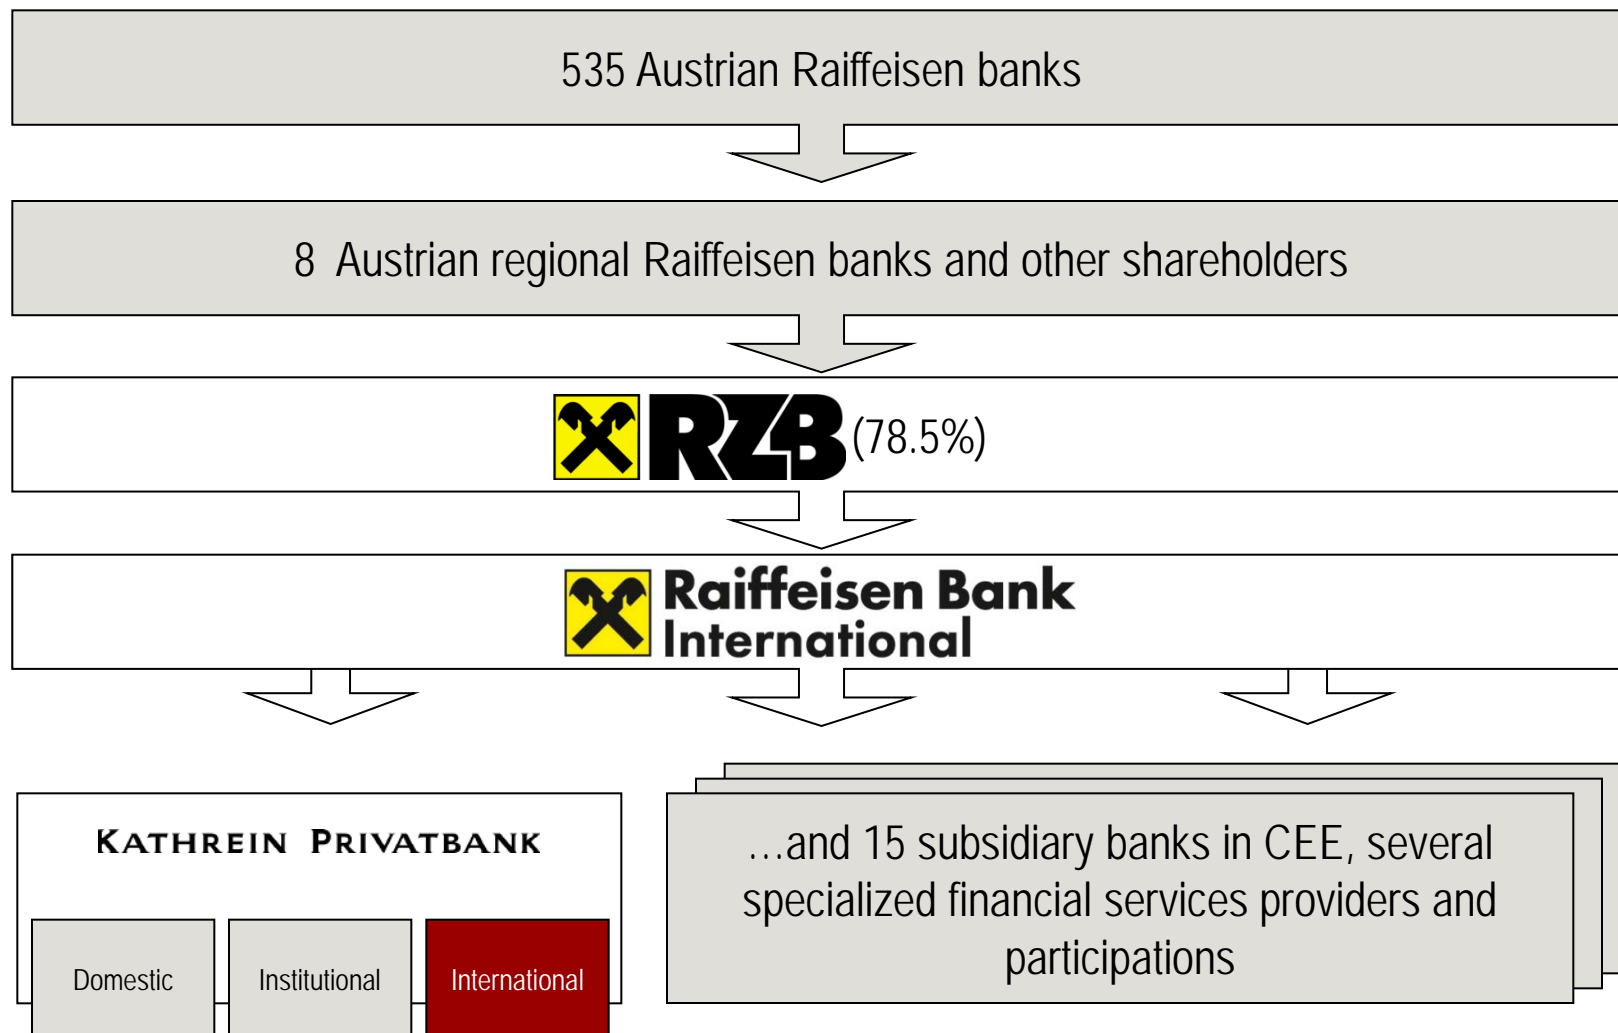 535 Austrian Raiffeisen banks
8 Austrian regional Raiffeisen banks and other shareholders
RZB (78.5%)
Raiffeisen Bank
International
KATHREIN PRIVATBANK
Domestic
Institutional
International
...and 15 subsidiary banks in CEE, several
specialized financial services providers and
participations